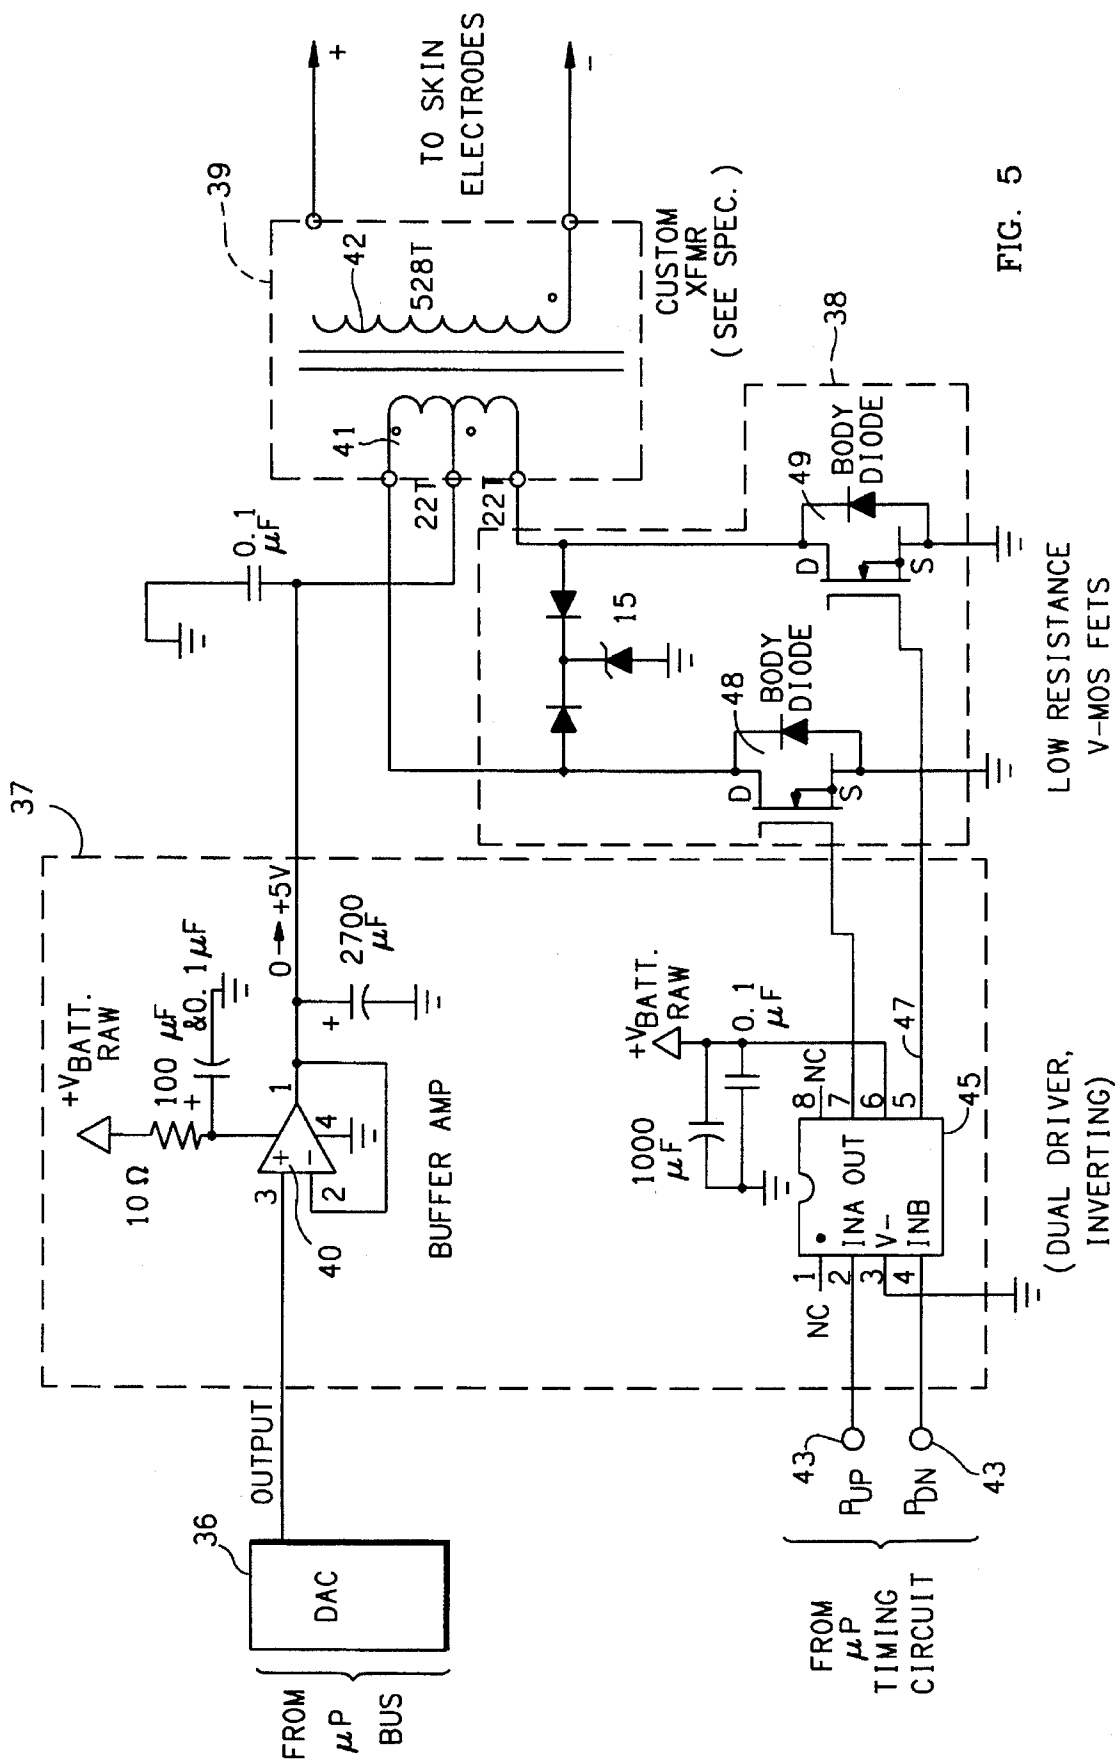 37
39
+VBATT.
RAW
10 Ω
100 μF
& 0.1μF
+
0.1
μF
36
OUTPUT
3
+
1
0→+5V
2
-
4
40
+
2700
μF
BUFFER AMP
DAC
FROM
μP
BUS
41
22T
22T
42
528T
+
TO SKIN
ELECTRODES
-
CUSTOM
XFMR
(SEE SPEC.)
38
15
48
BODY
DIODE
D
S
49
BODY
DIODE
D
S
LOW RESISTANCE
V-MOS FETS
+VBATT.
RAW
1000
μF
0.1
μF
NC
1
2
3
4
INA OUT
V-
INB
8
7
6
5
NC
47
45
(DUAL DRIVER,
INVERTING)
43
PUP
PDN
43
FROM
μP
TIMING
CIRCUIT
FIG. 5